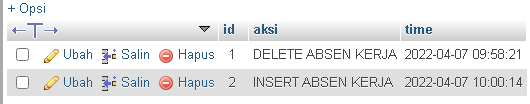 + Opsi
id aksi time
Ubah Salin Hapus 1 DELETE ABSEN KERJA 2022-04-07 09:58:21
Ubah Salin Hapus 2 INSERT ABSEN KERJA 2022-04-07 10:00:14